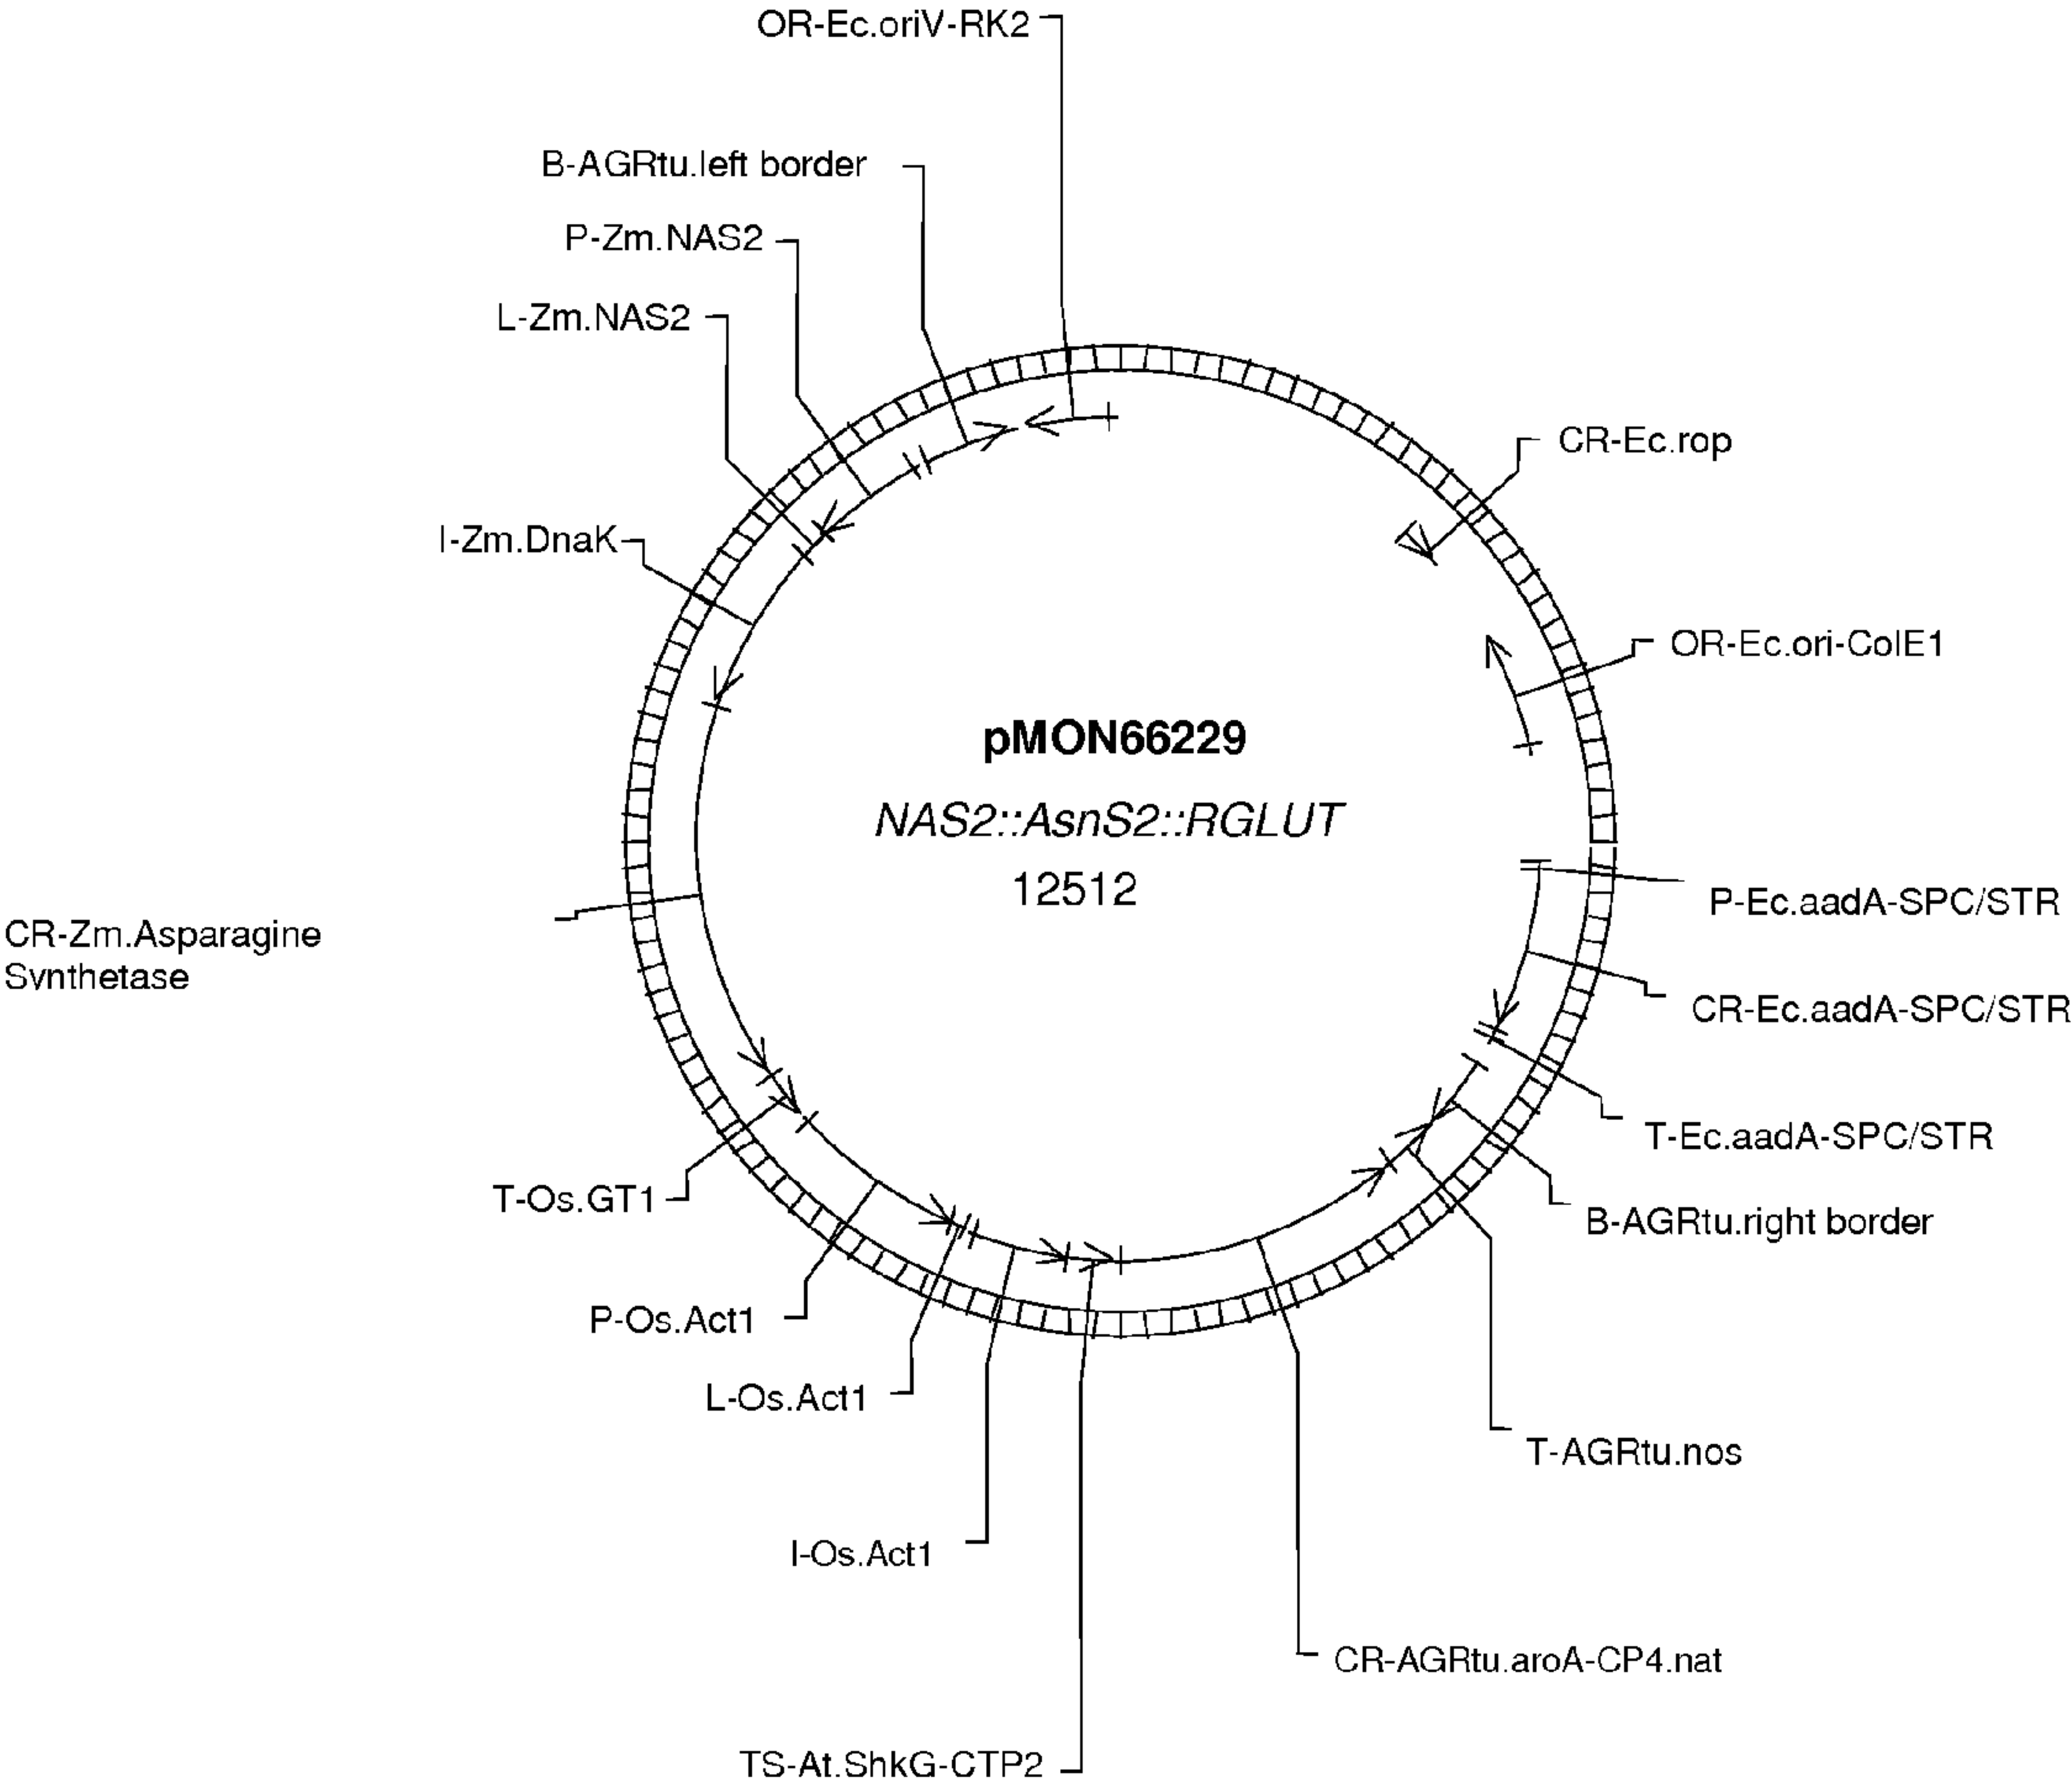 OR-Ec.oriV-RK2
B-AGRtu.left border
P-Zm.NAS2
L-Zm.NAS2
CR-Ec.rop
I-Zm.DnaK
OR-Ec.ori-ColE1
pMON66229
NAS2::AsnS2::RGLUT
12512
P-Ec.aadA-SPC/STR
CR-Zm.Asparagine
Svnthetase
CR-Ec.aadA-SPC/STR
T-Ec.aadA-SPC/STR
T-Os.GT1
B-AGRtu.right border
P-Os.Act1
L-Os.Act1
T-AGRtu.nos
I-Os.Act1
CR-AGRtu.aroA-CP4.nat
TS-At.ShkG-CTP2